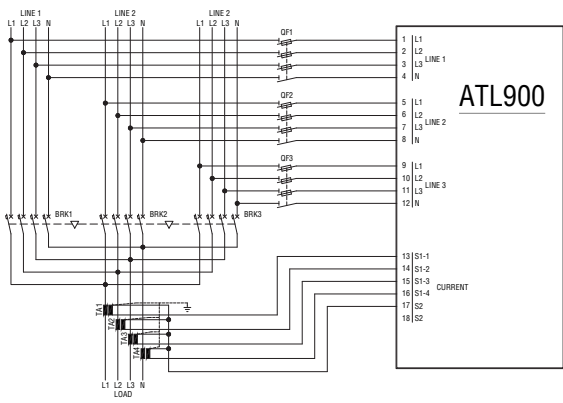 LINE 1 LINE 2 LINE 2
L1 L2 L3 N L1 L2 L3 N L1 L2 L3 N
QF1
1 L1
2 L2
3 L3
4 N
LINE 1
ATL900
QF2
5 L1
6 L2
7 L3
8 N
LINE 2
QF3
9 L1
10 L2
11 L3
12 N
LINE 3
BRK1 BRK2 BRK3
13 S1-1
14 S1-2
15 S1-3
16 S1-4
17 S2
18 S2
CURRENT
TA1
TA2
TA3
TA4
L1 L2 L3 N
LOAD